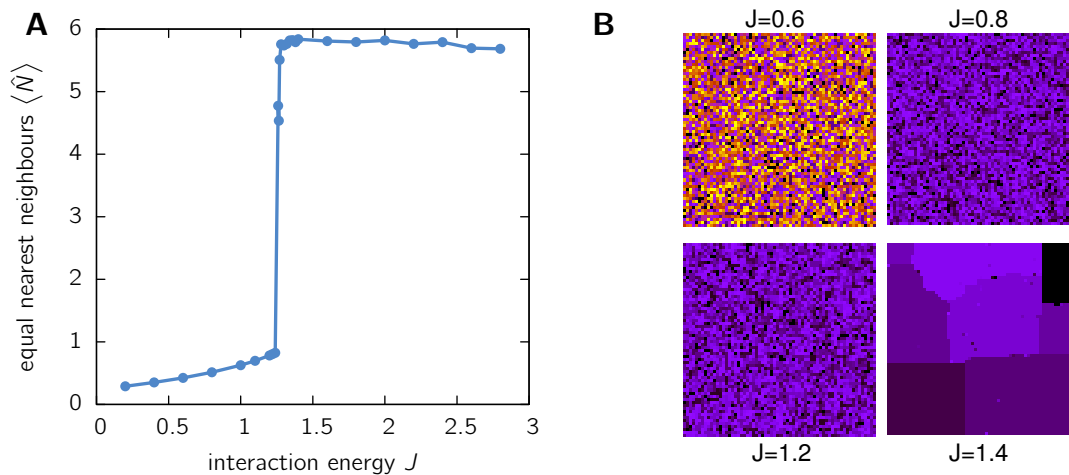 A
equal nearest neighbours ⟨N̂⟩
6
5
4
3
2
1
0
0 0.5 1 1.5 2 2.5 3
interaction energy J
B
J=0.6 J=0.8
J=1.2 J=1.4